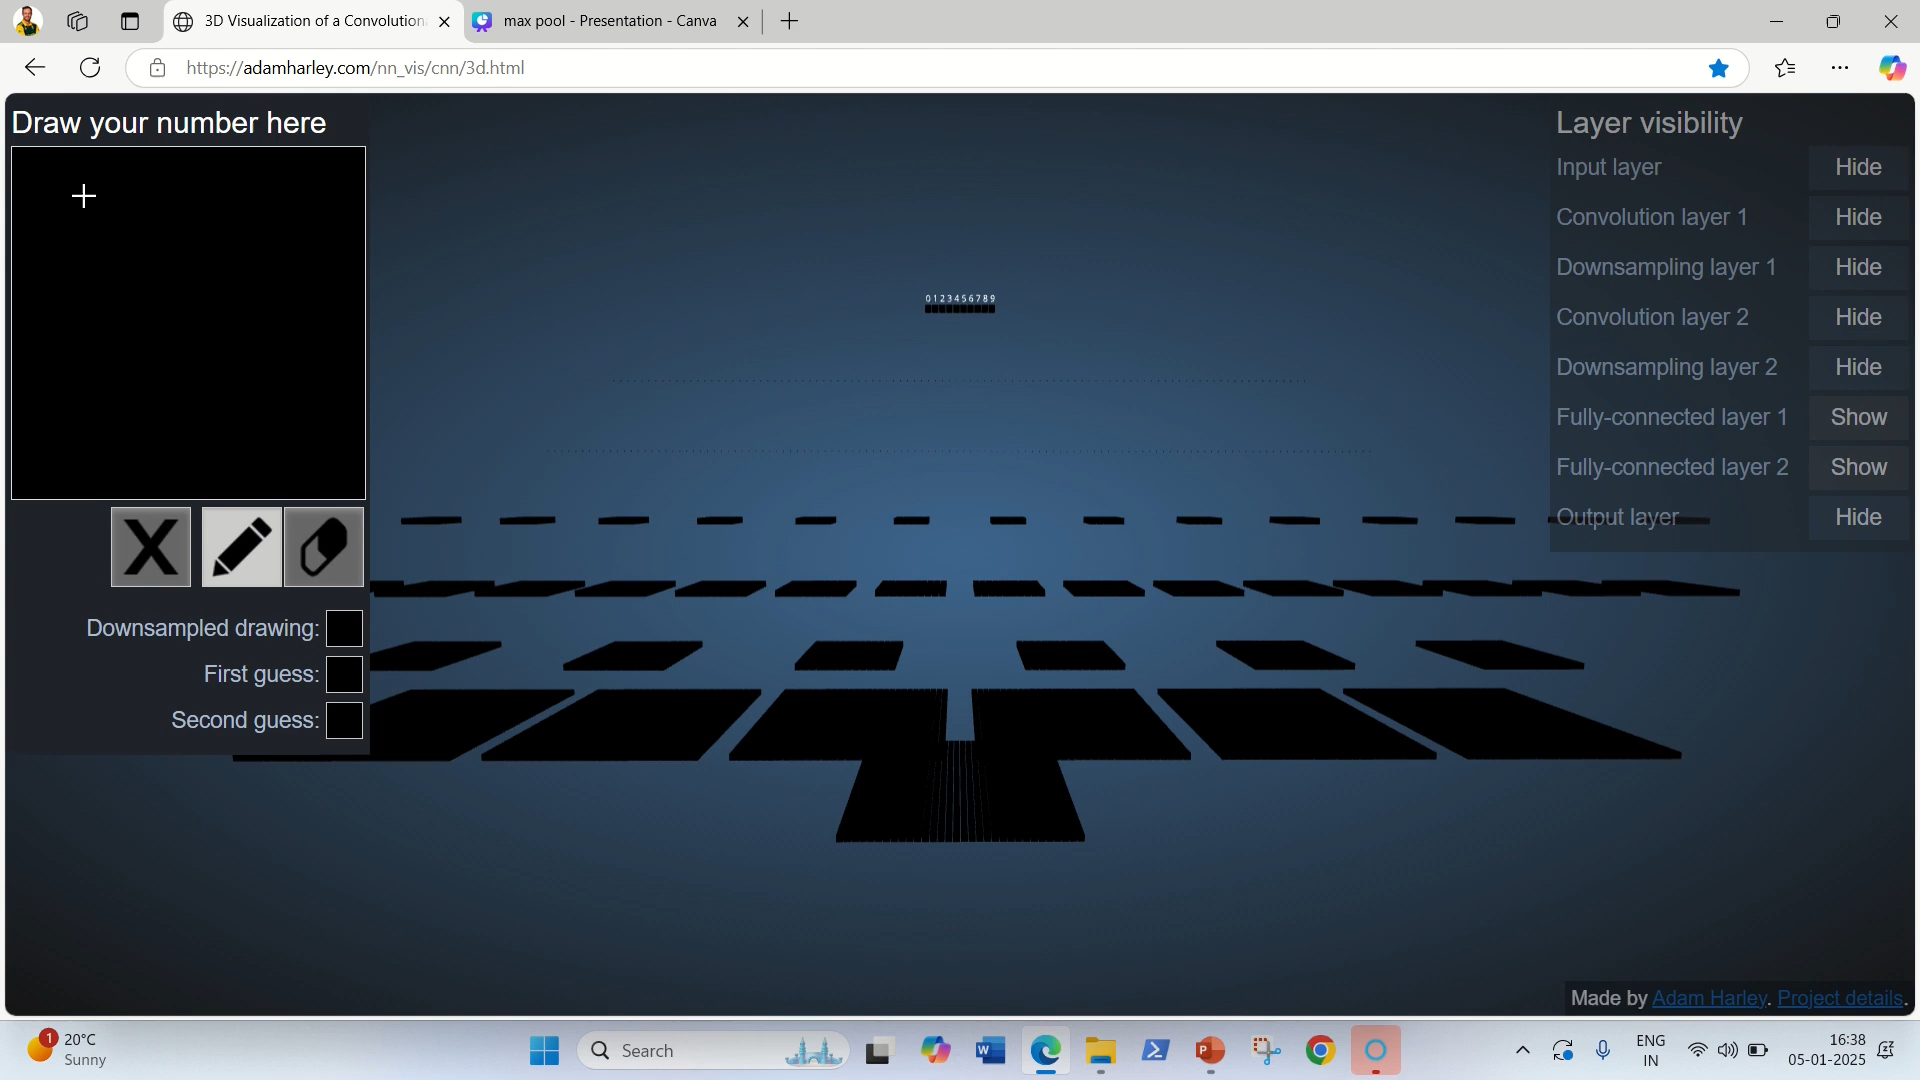 3D Visualization of a Convolution
max pool - Presentation - Canva
https://adamharley.com/nn_vis/cnn/3d.html
Draw your number here
X
Downsampled drawing:
First guess:
Second guess:
0123456789
Layer visibility
Input layer Hide
Convolution layer 1 Hide
Downsampling layer 1 Hide
Convolution layer 2 Hide
Downsampling layer 2 Hide
Fully-connected layer 1 Show
Fully-connected layer 2 Show
Output layer Hide
Made by Adam Harley. Project details.
1
20°C
Sunny
Search
ENG
IN
16:38
05-01-2025